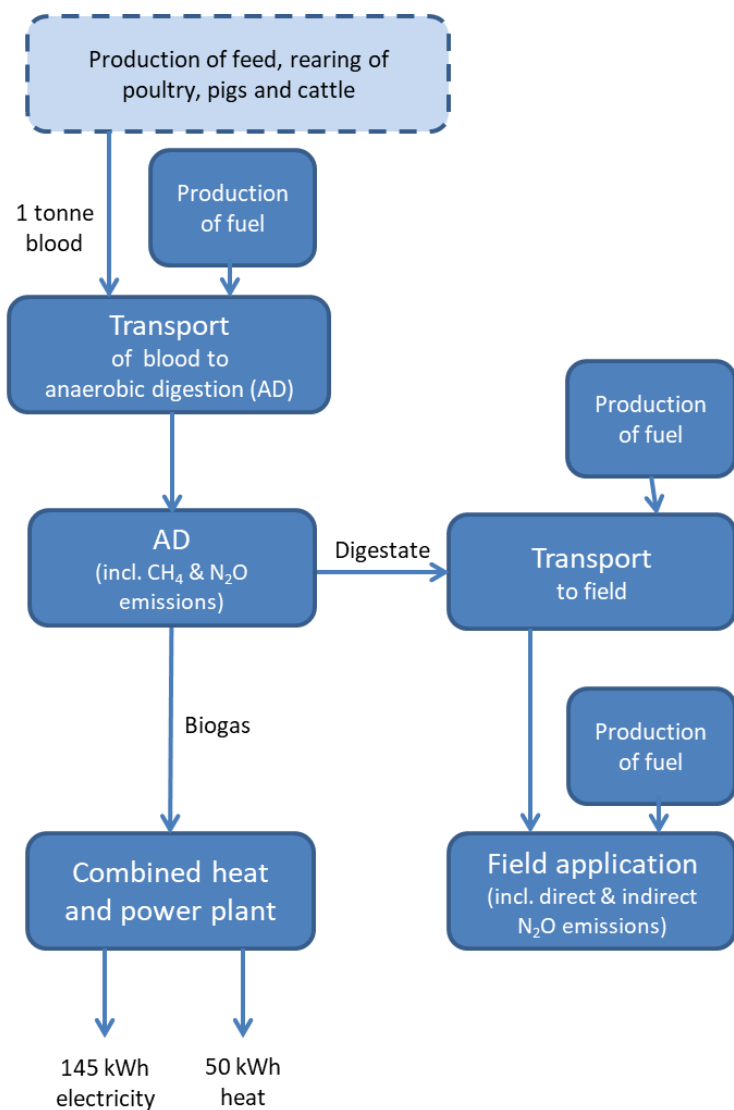 Production of feed, rearing of
poultry, pigs and cattle
1 tonne
blood
Production
of fuel
Transport
of blood to
anaerobic digestion (AD)
Production
of fuel
AD
(incl. CH₄ & N₂O
emissions)
Digestate
Transport
to field
Biogas
Production
of fuel
Combined heat
and power plant
Field application
(incl. direct & indirect
N₂O emissions)
145 kWh
electricity
50 kWh
heat